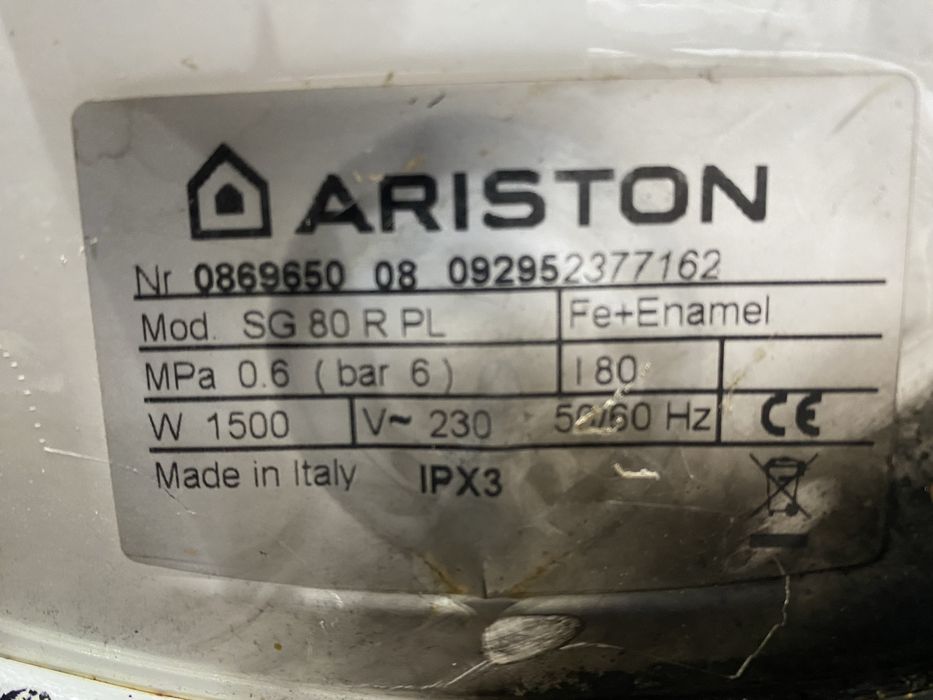 ARISTON
Nr 0869650 08 092952377162
Mod. SG 80 R PL Fe+Enamel
MPa 0.6 ( bar 6 ) l 80
W 1500 V~ 230 50/60 Hz CE
Made in Italy IPX3